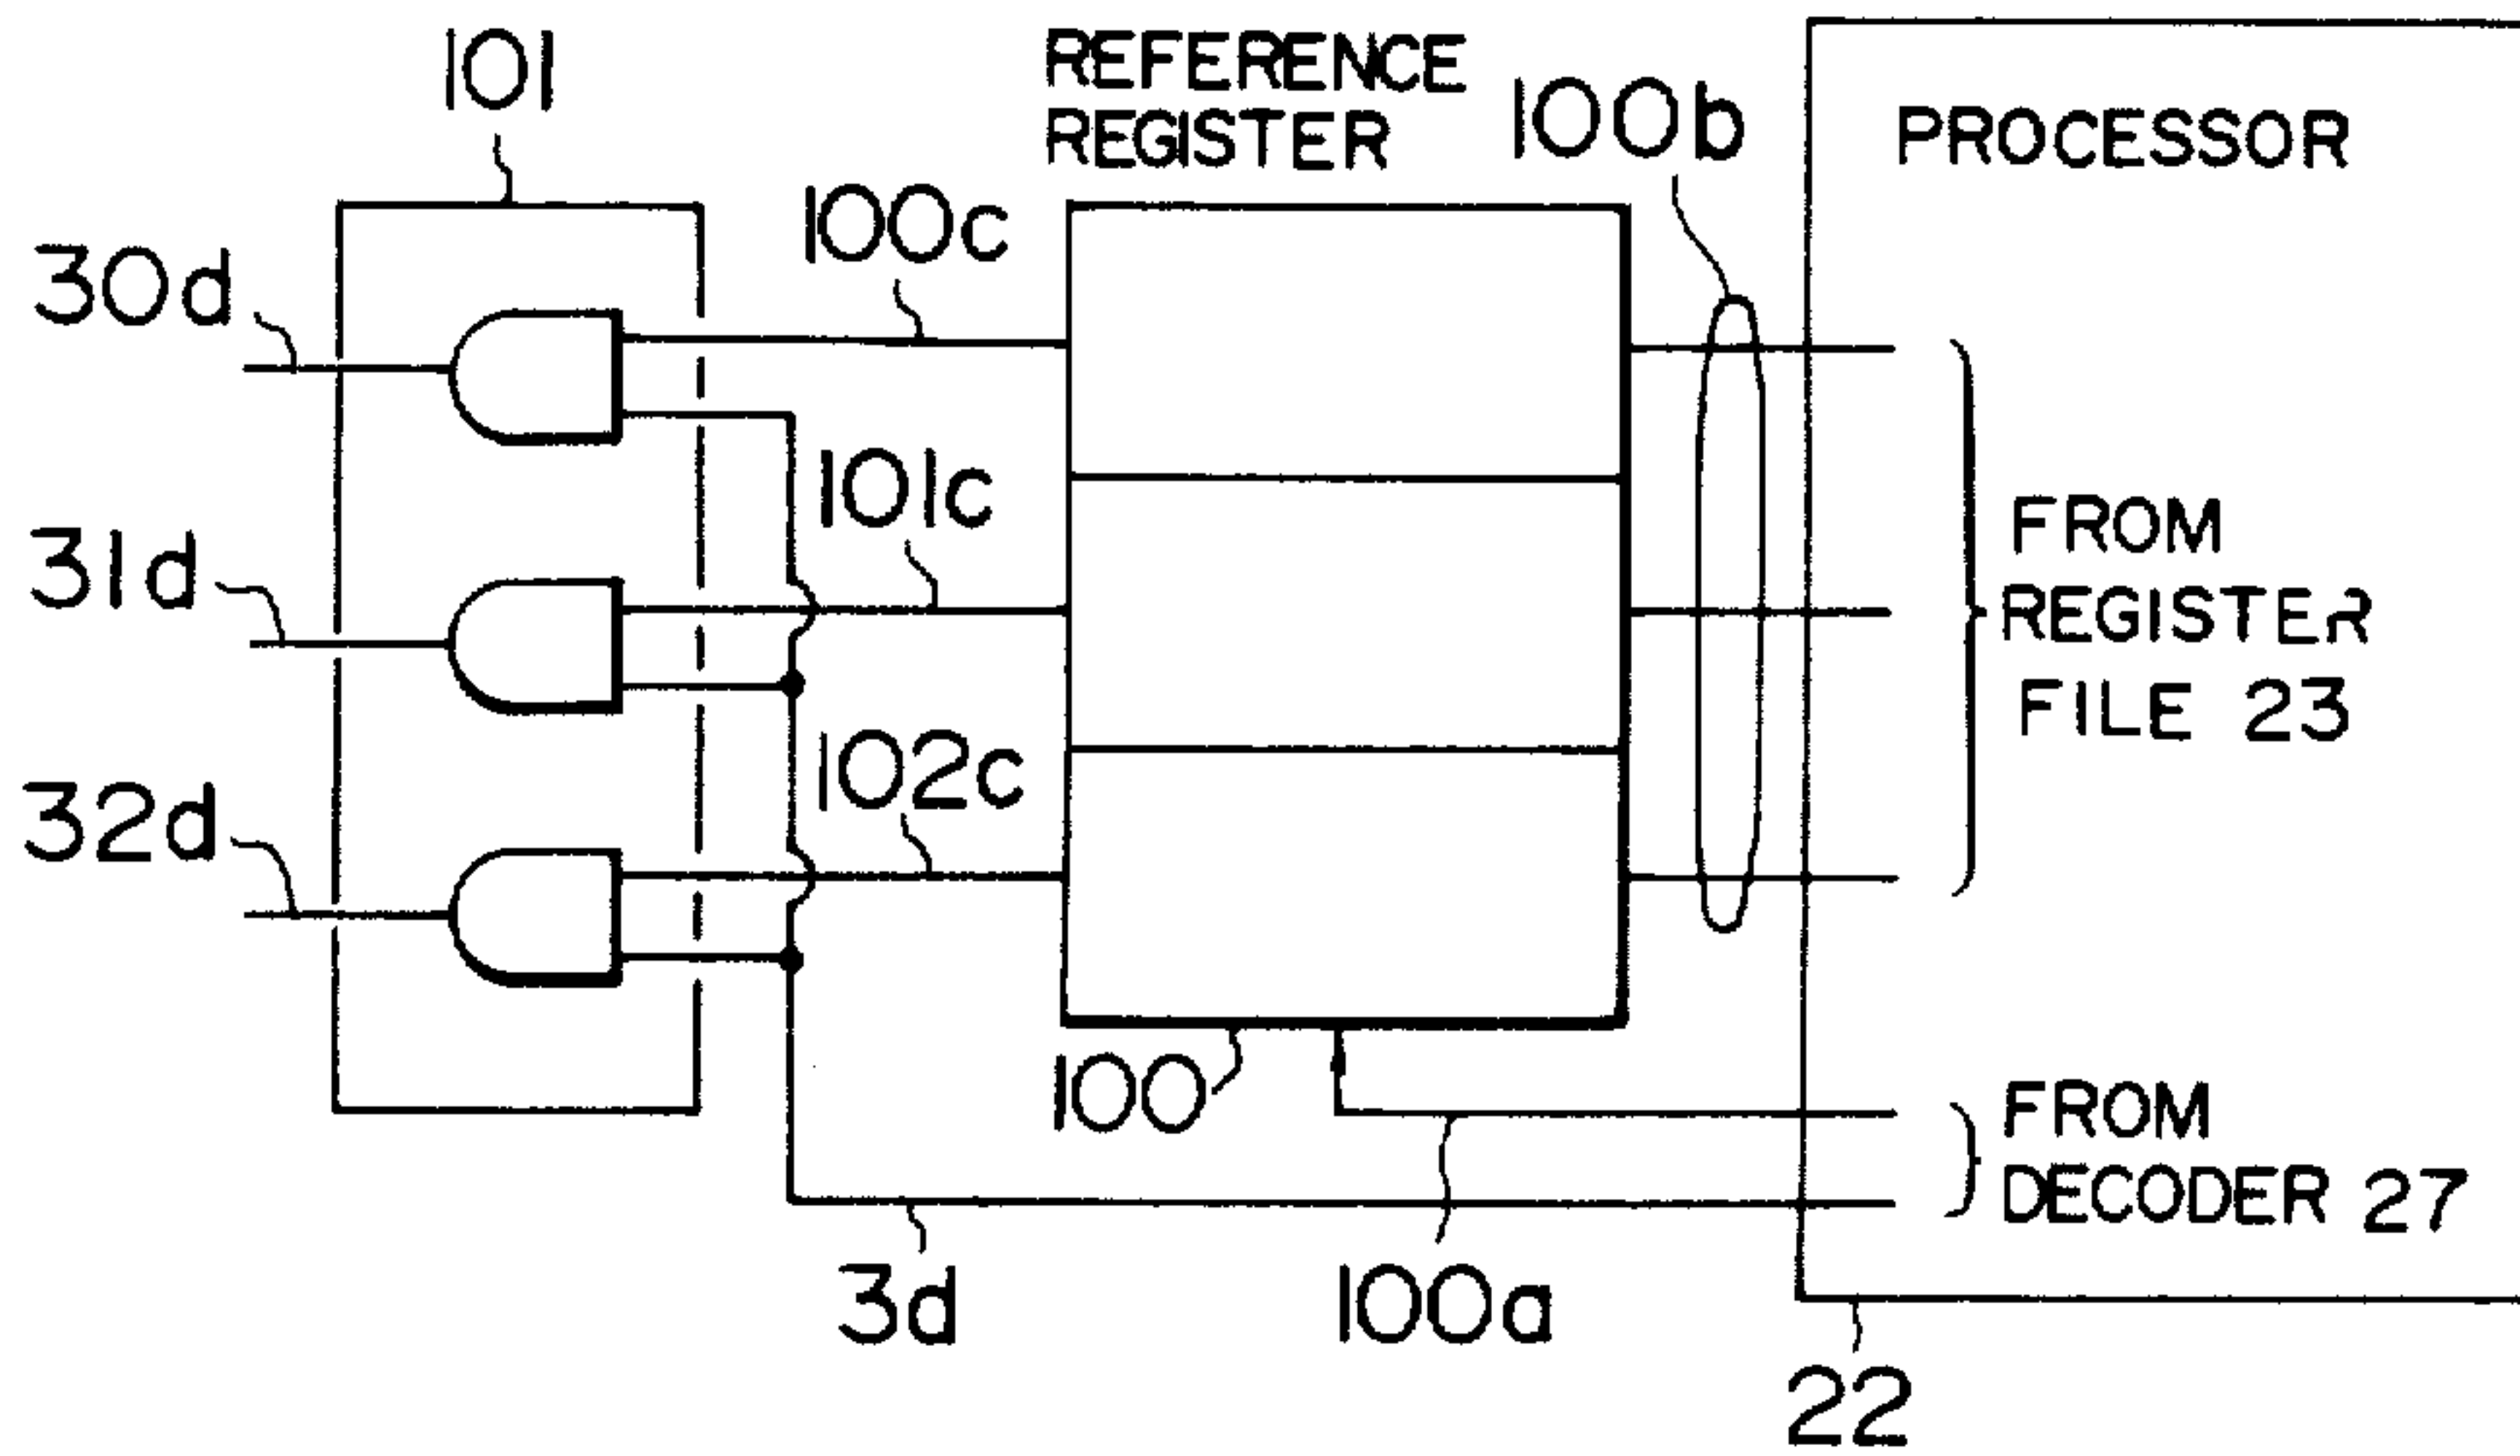 101
REFERENCE
REGISTER
100b
PROCESSOR
100c
30d
101c
31d
FROM
REGISTER
FILE 23
102c
32d
100
FROM
DECODER 27
3d
100a
22